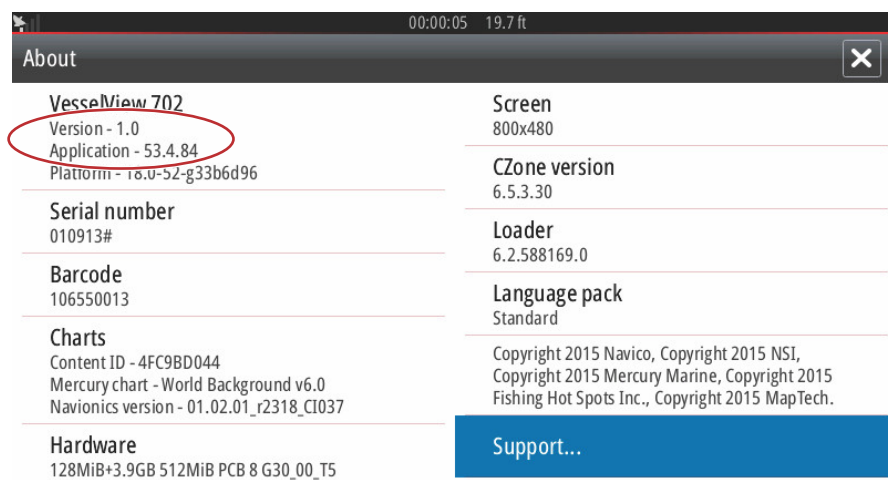 00:00:05 19.7 ft
About
VesselView 702
Version - 1.0
Application - 53.4.84
Platform - 18.0-52-g33b6d96
Serial number
010913#
Barcode
106550013
Charts
Content ID - 4FC9BD044
Mercury chart - World Background v6.0
Navionics version - 01.02.01_r2318_CI037
Hardware
128MiB+3.9GB 512MiB PCB 8 G30_00_T5
Screen
800x480
CZone version
6.5.3.30
Loader
6.2.588169.0
Language pack
Standard
Copyright 2015 Navico, Copyright 2015 NSI,
Copyright 2015 Mercury Marine, Copyright 2015
Fishing Hot Spots Inc., Copyright 2015 MapTech.
Support...